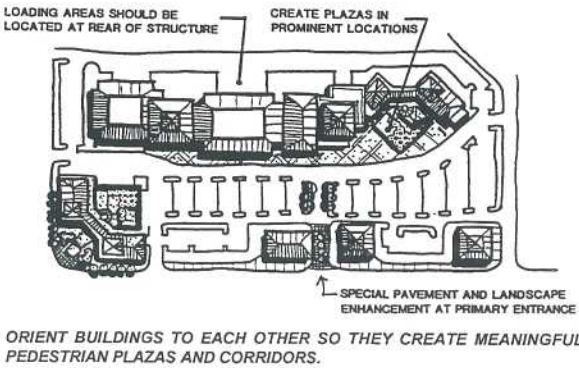 LOADING AREAS SHOULD BE
LOCATED AT REAR OF STRUCTURE
CREATE PLAZAS IN
PROMINENT LOCATIONS
SPECIAL PAVEMENT AND LANDSCAPE
ENHANCEMENT AT PRIMARY ENTRANCE
ORIENT BUILDINGS TO EACH OTHER SO THEY CREATE MEANINGFUL
PEDESTRIAN PLAZAS AND CORRIDORS.